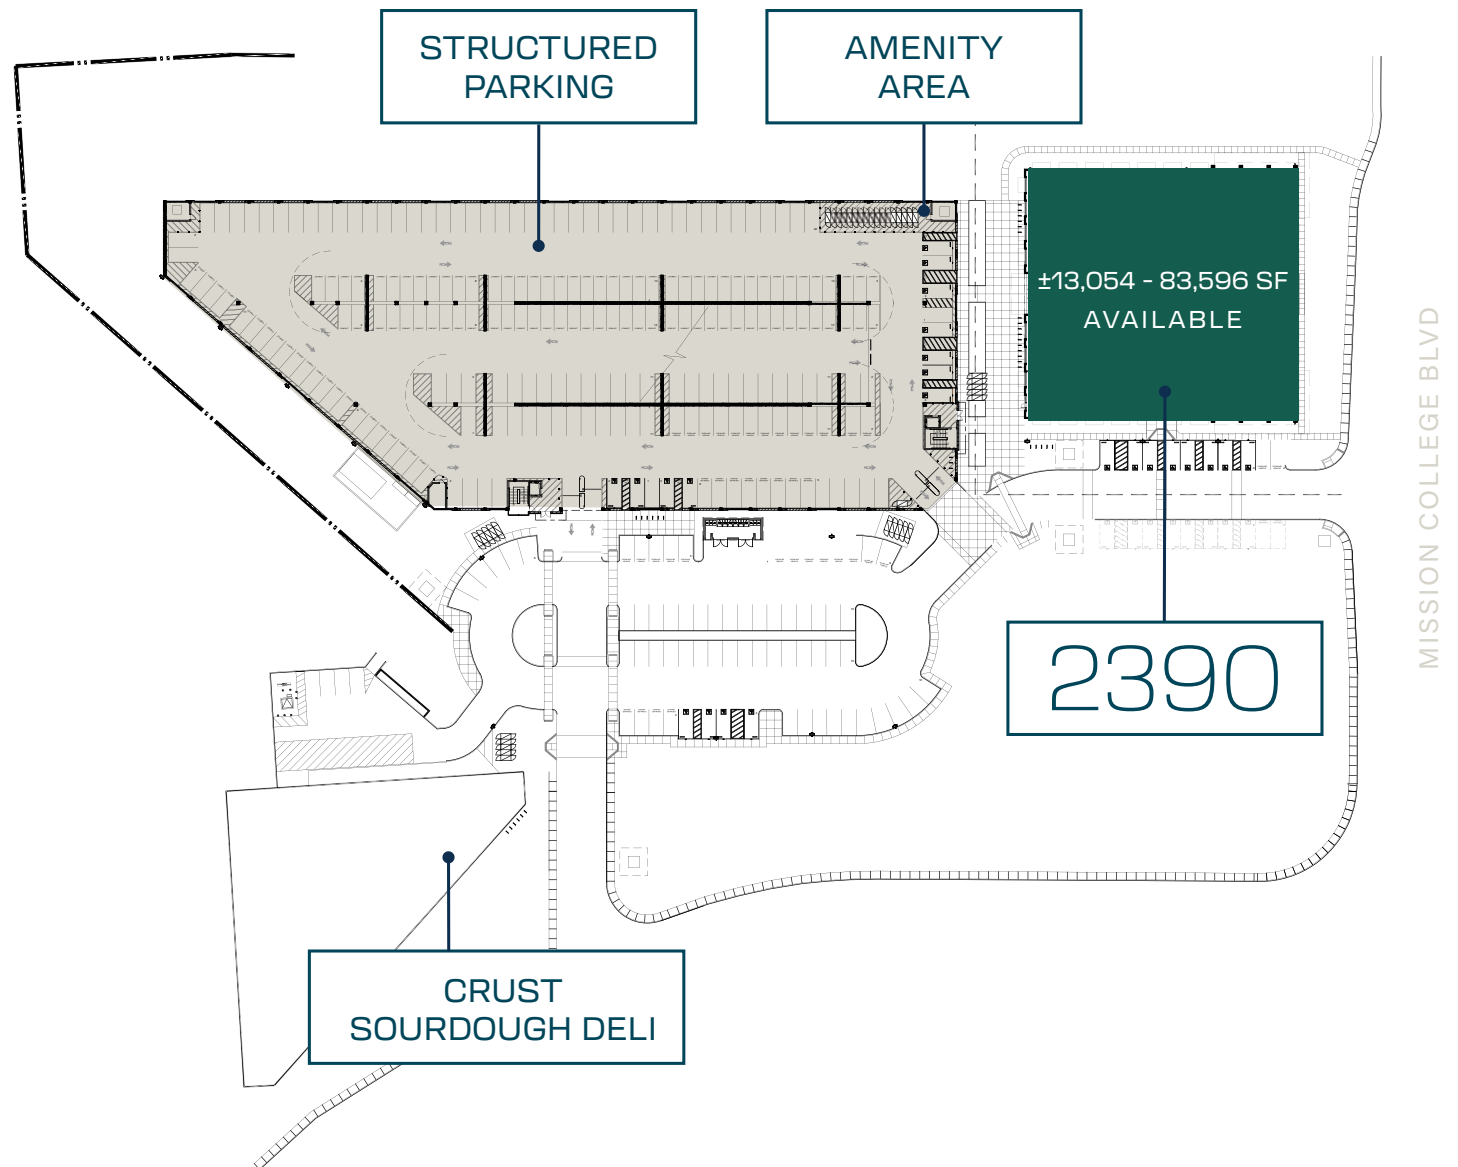 STRUCTURED
PARKING
AMENITY
AREA
±13,054 - 83,596 SF
AVAILABLE
MISSION COLLEGE BLVD
2390
CRUST
SOURDOUGH DELI